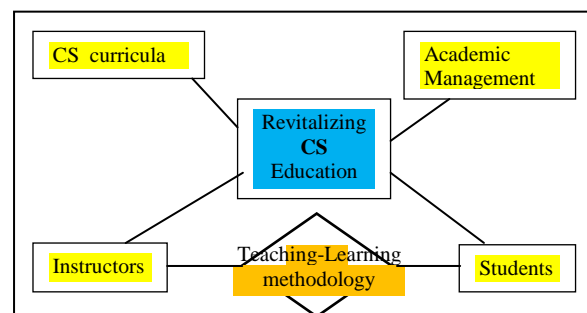 CS curricula
Academic
Management
Revitalizing
CS
Education
Instructors
Teaching-Learning
methodology
Students